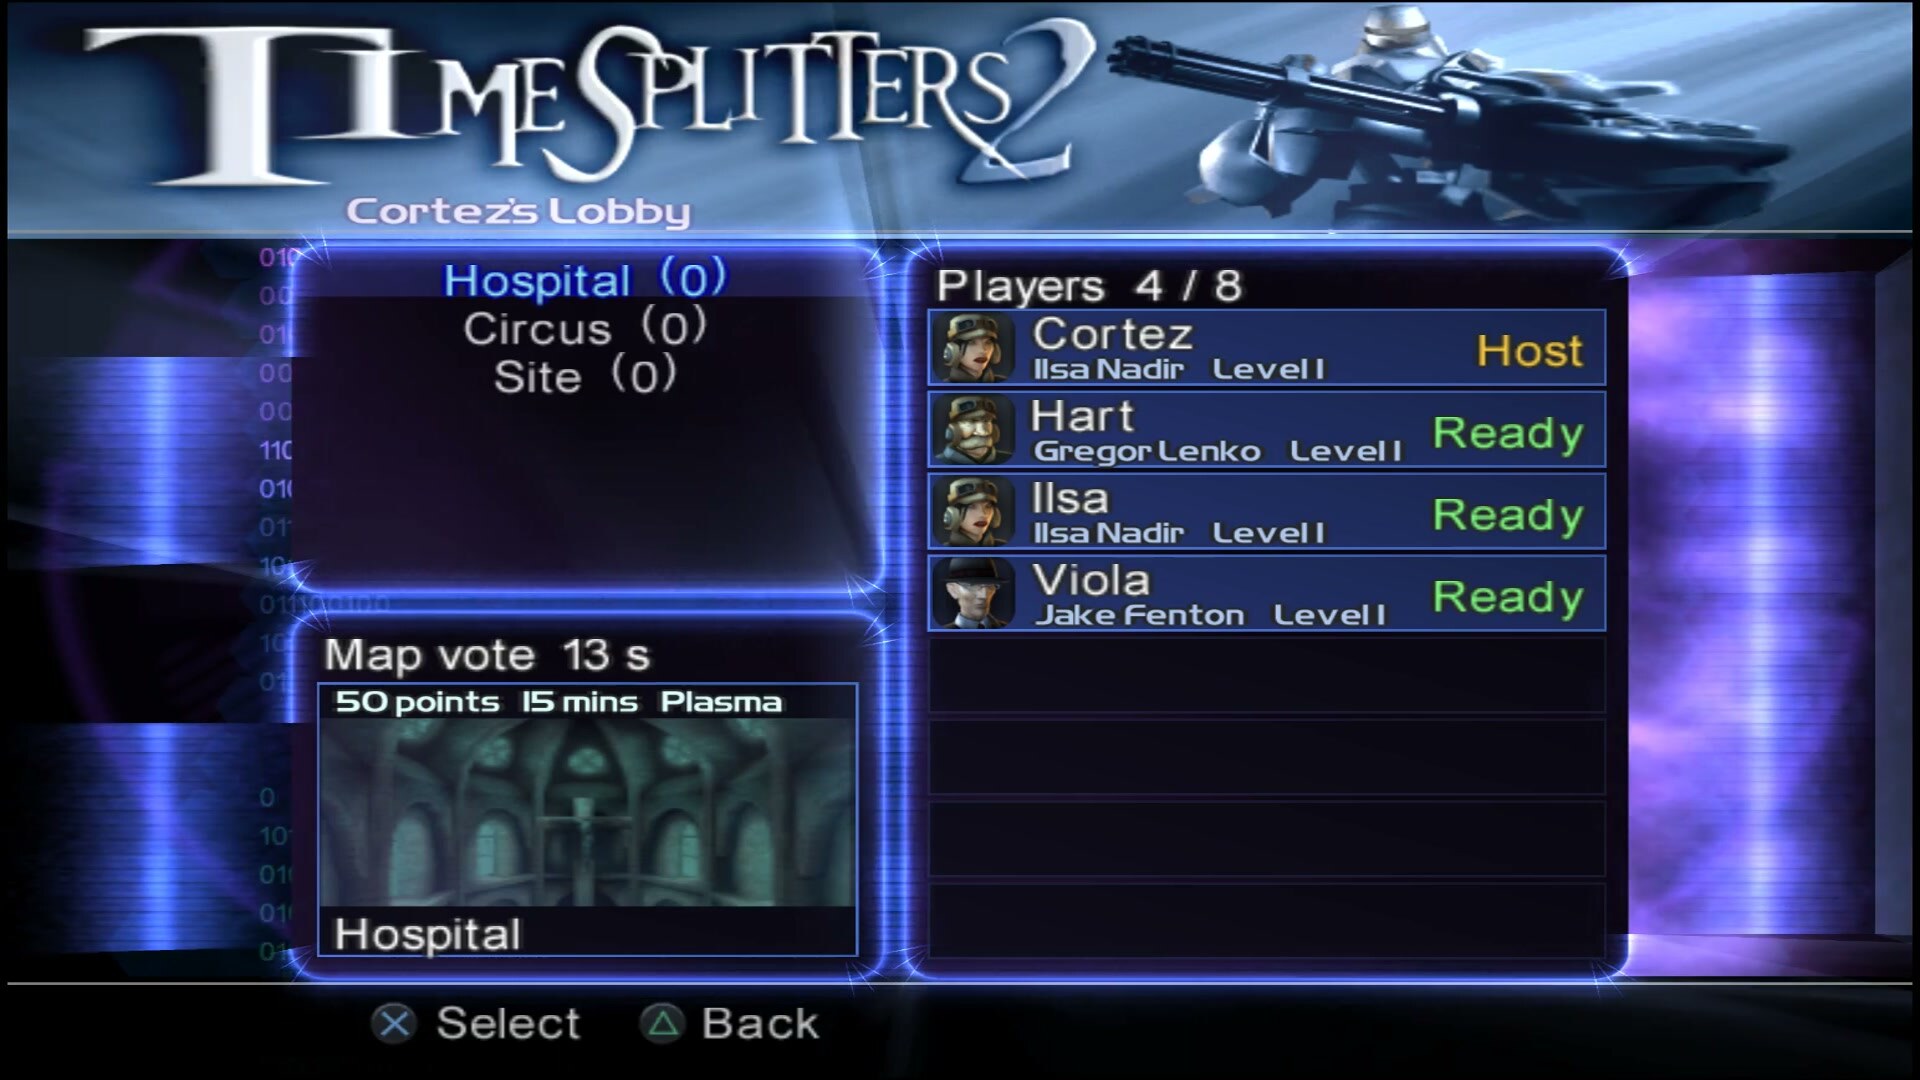 TIMESPLITTERS 2
Cortez's Lobby
Hospital (0)
Circus (0)
Site (0)
Map vote 13 s
50 points 15 mins Plasma
Hospital
Players 4 / 8
Cortez
Ilsa Nadir Level 1
Host
Hart
Gregor Lenko Level 1
Ready
Ilsa
Ilsa Nadir Level 1
Ready
Viola
Jake Fenton Level 1
Ready
Select Back